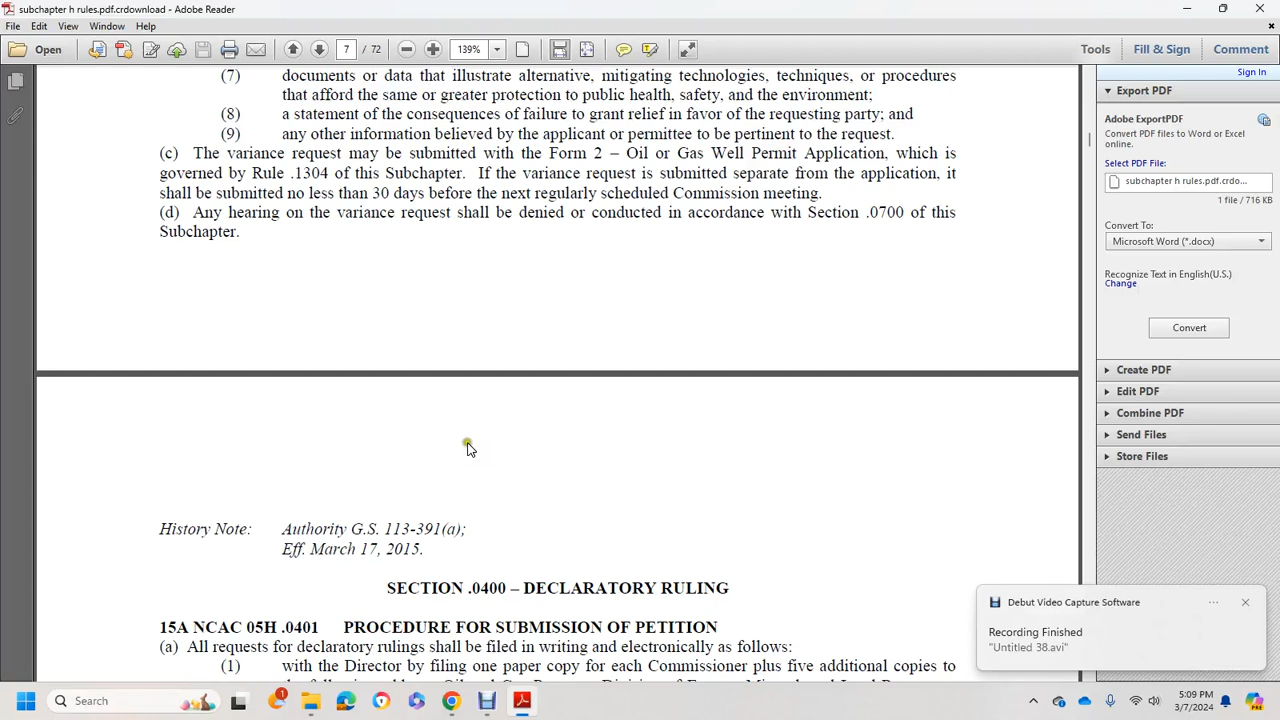 subchapter h rules.pdf.crdownload - Adobe Reader
File Edit View Window Help
Open 7 / 72 139% Tools Fill & Sign Comment
Sign In
(7) documents or data that illustrate alternative, mitigating technologies, techniques, or procedures
that afford the same or greater protection to public health, safety, and the environment;
(8) a statement of the consequences of failure to grant relief in favor of the requesting party; and
(9) any other information believed by the applicant or permittee to be pertinent to the request.
(c) The variance request may be submitted with the Form 2 – Oil or Gas Well Permit Application, which is
governed by Rule .1304 of this Subchapter. If the variance request is submitted separate from the application, it
shall be submitted no less than 30 days before the next regularly scheduled Commission meeting.
(d) Any hearing on the variance request shall be denied or conducted in accordance with Section .0700 of this
Subchapter.
History Note: Authority G.S. 113-391(a);
Eff. March 17, 2015.
SECTION .0400 – DECLARATORY RULING
15A NCAC 05H .0401 PROCEDURE FOR SUBMISSION OF PETITION
(a) All requests for declaratory rulings shall be filed in writing and electronically as follows:
(1) with the Director by filing one paper copy for each Commissioner plus five additional copies to
Export PDF
Adobe ExportPDF
Convert PDF files to Word or Excel
online.
Select PDF File:
subchapter h rules.pdf.crdo...
1 file / 716 KB
Convert To:
Microsoft Word (*.docx)
Recognize Text in English(U.S.)
Change
Convert
Create PDF
Edit PDF
Combine PDF
Send Files
Store Files
Debut Video Capture Software
Recording Finished
"Untitled 38.avi"
Search
1
5:09 PM
3/7/2024